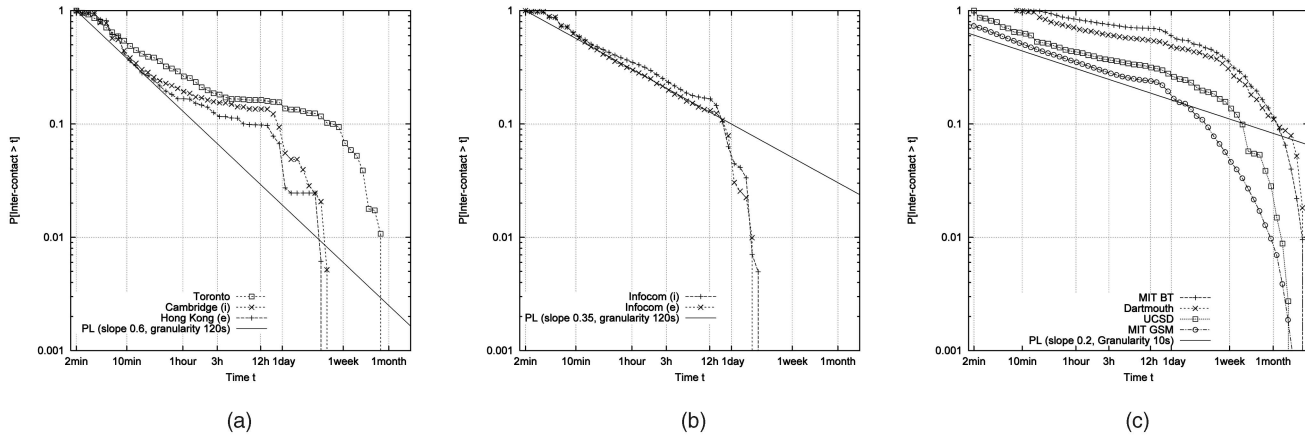 1
0.1
0.01
0.001
P[Inter-contact > t]
Toronto
Cambridge (i)
Hong Kong (e)
PL (slope 0.6, granularity 120s)
2min 10min 1hour 3h 12h 1day 1week 1month
Time t
(a)
1
0.1
0.01
0.001
P[Inter-contact > t]
Infocom (i)
Infocom (e)
PL (slope 0.35, granularity 120s)
2min 10min 1hour 3h 12h 1day 1week 1month
Time t
(b)
1
0.1
0.01
0.001
P[Inter-contact > t]
MIT BT
Dartmouth
UCSD
MIT GSM
PL (slope 0.2, Granularity 10s)
2min 10min 1hour 3h 12h 1day 1week 1month
Time t
(c)